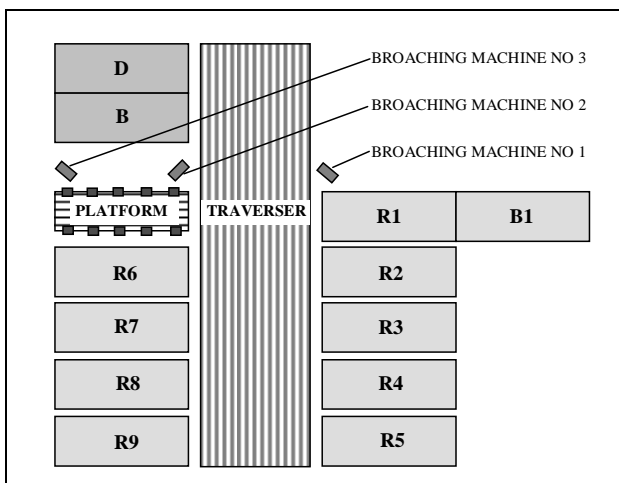 D
BROACHING MACHINE NO 3
B
BROACHING MACHINE NO 2
BROACHING MACHINE NO 1
PLATFORM
TRAVERSER
R1
B1
R6
R2
R7
R3
R8
R4
R9
R5